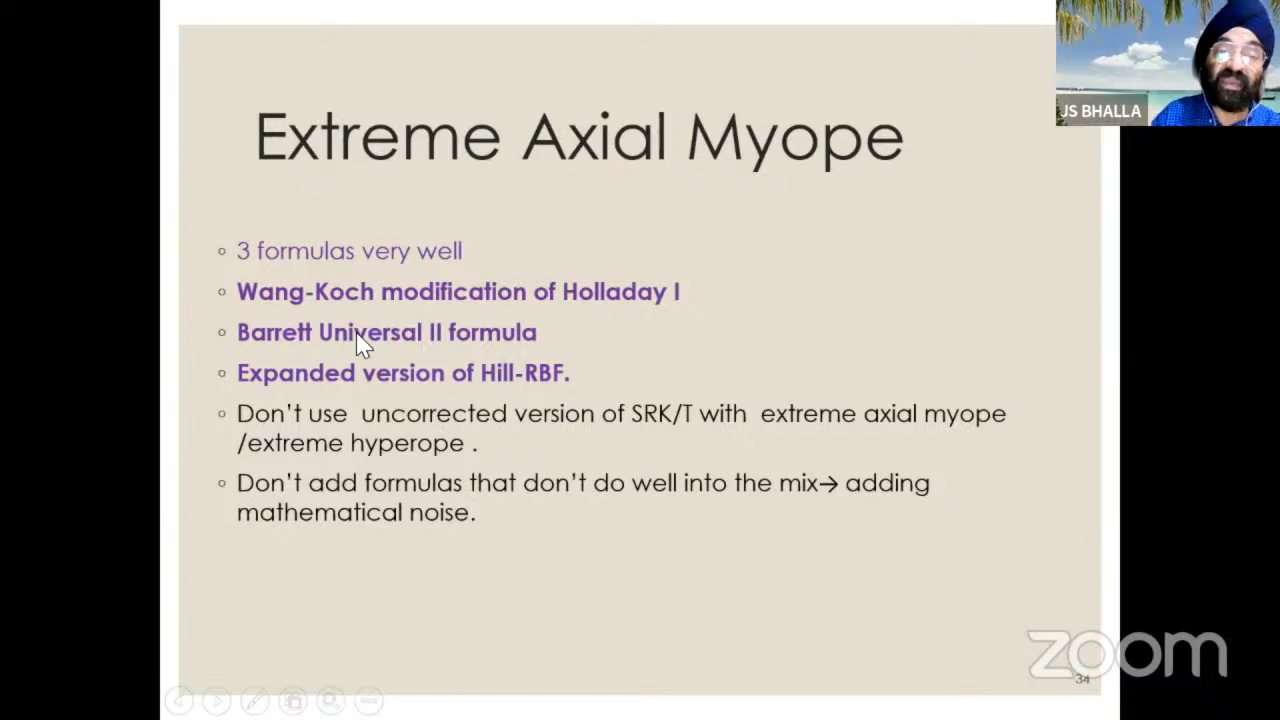 JS BHALLA
Extreme Axial Myope
◦ 3 formulas very well
◦ Wang-Koch modification of Holladay I
◦ Barrett Universal II formula
◦ Expanded version of Hill-RBF.
◦ Don't use uncorrected version of SRK/T with extreme axial myope
/extreme hyperope .
◦ Don't add formulas that don't do well into the mix→ adding
mathematical noise.
zoom
34